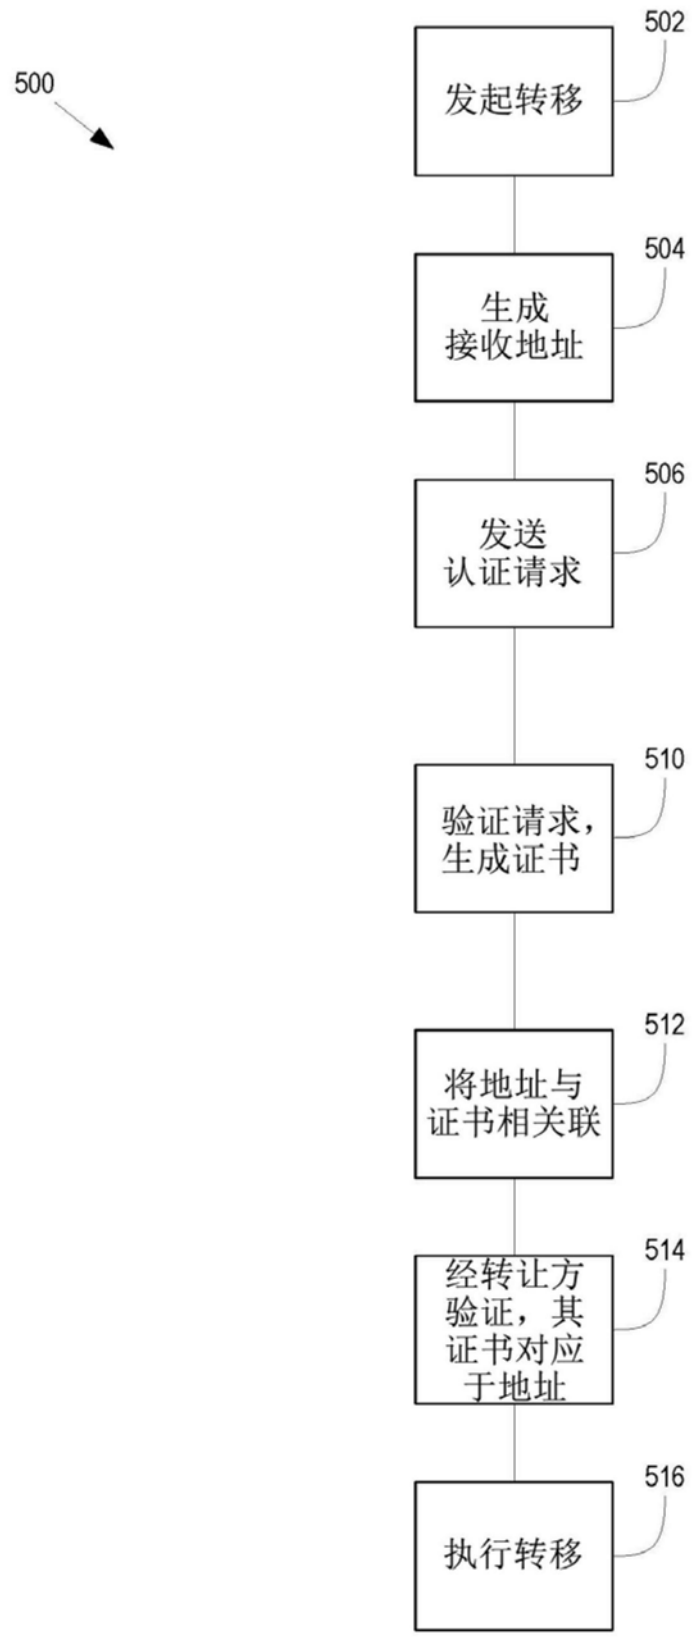 502
500
发起转移
504
生成
接收地址
506
发送
认证请求
510
验证请求，
生成证书
512
将地址与
证书相关联
514
经转让方
验证，其
证书对应
于地址
516
执行转移